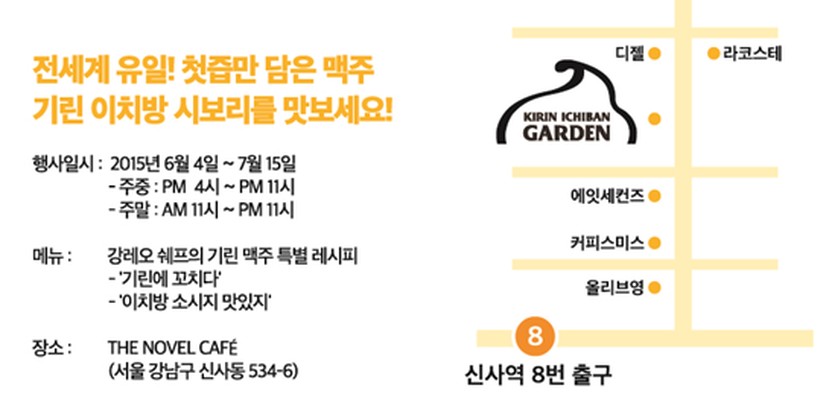 전세계 유일! 첫즙만 담은 맥주
기린 이치방 시보리를 맛보세요!
행사일시 : 2015년 6월 4일 ~ 7월 15일
- 주중 : PM 4시 ~ PM 11시
- 주말 : AM 11시 ~ PM 11시
메뉴 : 강레오 쉐프의 기린 맥주 특별 레시피
- '기린에 꼬치다'
- '이치방 소시지 맛있지'
장소 : THE NOVEL CAFÉ
(서울 강남구 신사동 534-6)
디젤
라코스테
KIRIN ICHIBAN
GARDEN
에잇세컨즈
커피스미스
올리브영
8
신사역 8번 출구